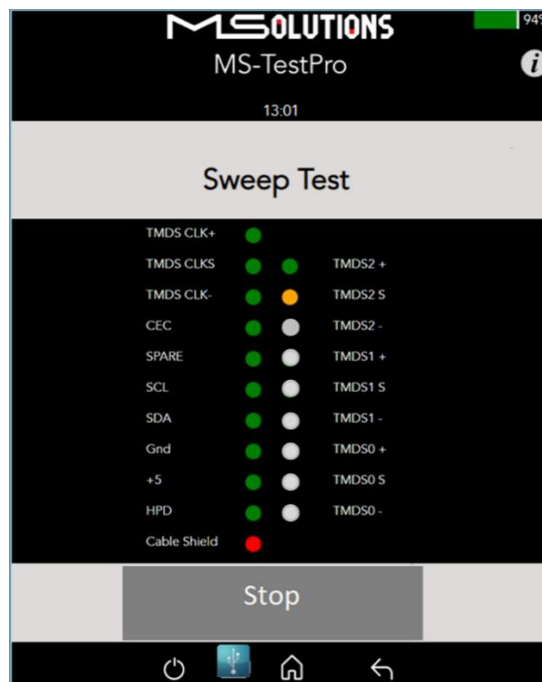 MSOLUTIONS
94%
MS-TestPro
i
13:01
Sweep Test
TMDS CLK+
TMDS CLKS TMDS2 +
TMDS CLK- TMDS2 S
CEC TMDS2 -
SPARE TMDS1 +
SCL TMDS1 S
SDA TMDS1 -
Gnd TMDS0 +
+5 TMDS0 S
HPD TMDS0 -
Cable Shield
Stop